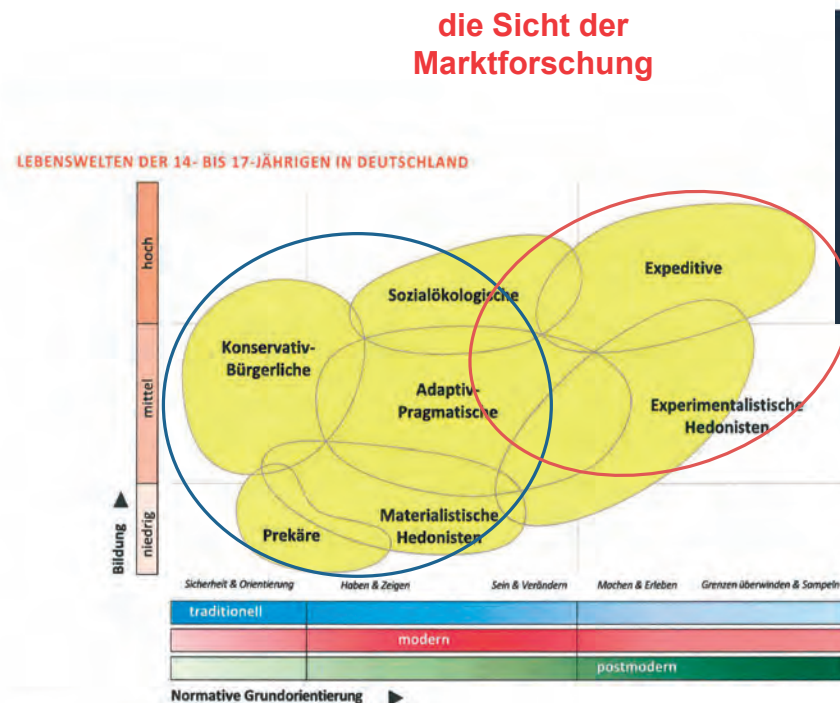 die Sicht der
Marktforschung
LEBENSWELTEN DER 14- BIS 17-JÄHRIGEN IN DEUTSCHLAND
hoch
mittel
niedrig
Bildung
Sozialökologische
Expeditive
Konservativ-
Bürgerliche
Adaptiv-
Pragmatische
Experimentalistische
Hedonisten
Prekäre
Materialistische
Hedonisten
Sicherheit & Orientierung
Haben & Zeigen
Sein & Verändern
Machen & Erleben
Grenzen überwinden & Sampeln
traditionell
modern
postmodern
Normative Grundorientierung